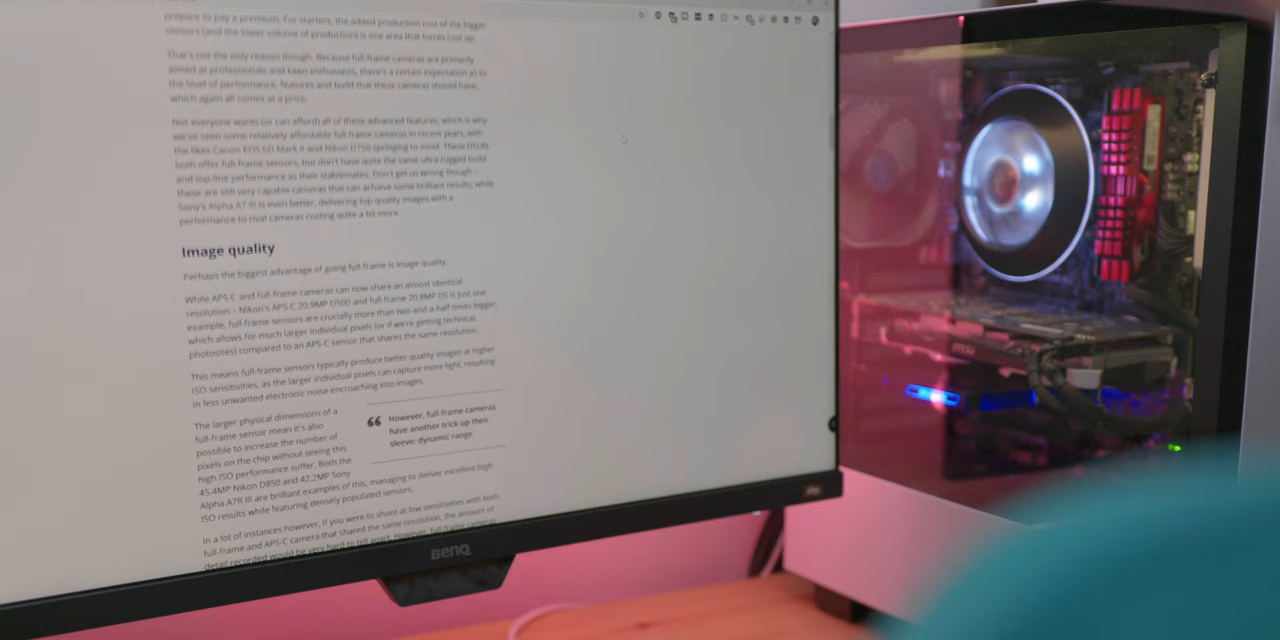 prepare to pay a premium. For starters, the added production cost of the bigger
sensors (and the lower volume of production) is one area that forces cost up.
That's not the only reason though. Because full-frame cameras are primarily
aimed at professionals and keen enthusiasts, there's a certain expertation as to
the level of performance, features and build that these cameras should have,
which again all comes at a price.
Not everyone wants (or can afford) all of these advanced features, which is why
we've seen some relatively affordable full-frame cameras in recent years, with
the likes Canon EOS 6D Mark II and Nikon D750 springing to mind. These DSLRs
both offer full-frame sensors, but don't have quite the same ultra-rugged build
and top-line performance as their stablemates. Don't get us wrong though -
these are still very capable cameras that can achieve some brilliant results, while
Sony's Alpha A7 III is even better, delivering top quality images with a
performance to rival cameras costing quite a bit more.
Image quality
Perhaps the biggest advantage of going full-frame is image quality.
While APS-C and full-frame cameras can now share an almost identical
resolution – Nikon's APS-C 20.9MP D500 and full-frame 20.8MP D5 is just one
example, full-frame sensors are crucially more than two-and-a-half times bigger,
which allows for much larger individual pixels (or if we're getting technical,
photosites) compared to an APS-C sensor that shares the same resolution.
This means full-frame sensors typically produce better quality images at higher
ISO sensitivities, as the larger individual pixels can capture more light, resulting
in less unwanted electronic noise encroaching into images.
The larger physical dimensions of a
full-frame sensor mean it's also
possible to increase the number of
pixels on the chip without seeing this
high ISO performance suffer. Both the
45.4MP Nikon D850 and 42.2MP Sony
Alpha A7R III are brilliant examples of this, managing to deliver excellent high
ISO results while featuring densely populated sensors.
“ However, full-frame cameras
have another trick up their
sleeve: dynamic range
In a lot of instances however, if you were to shoot at low sensitivities with both
full-frame and APS-C camera that shared the same resolution, the amount of
detail recorded would be very hard to tell apart. However, full-frame cameras
BenQ